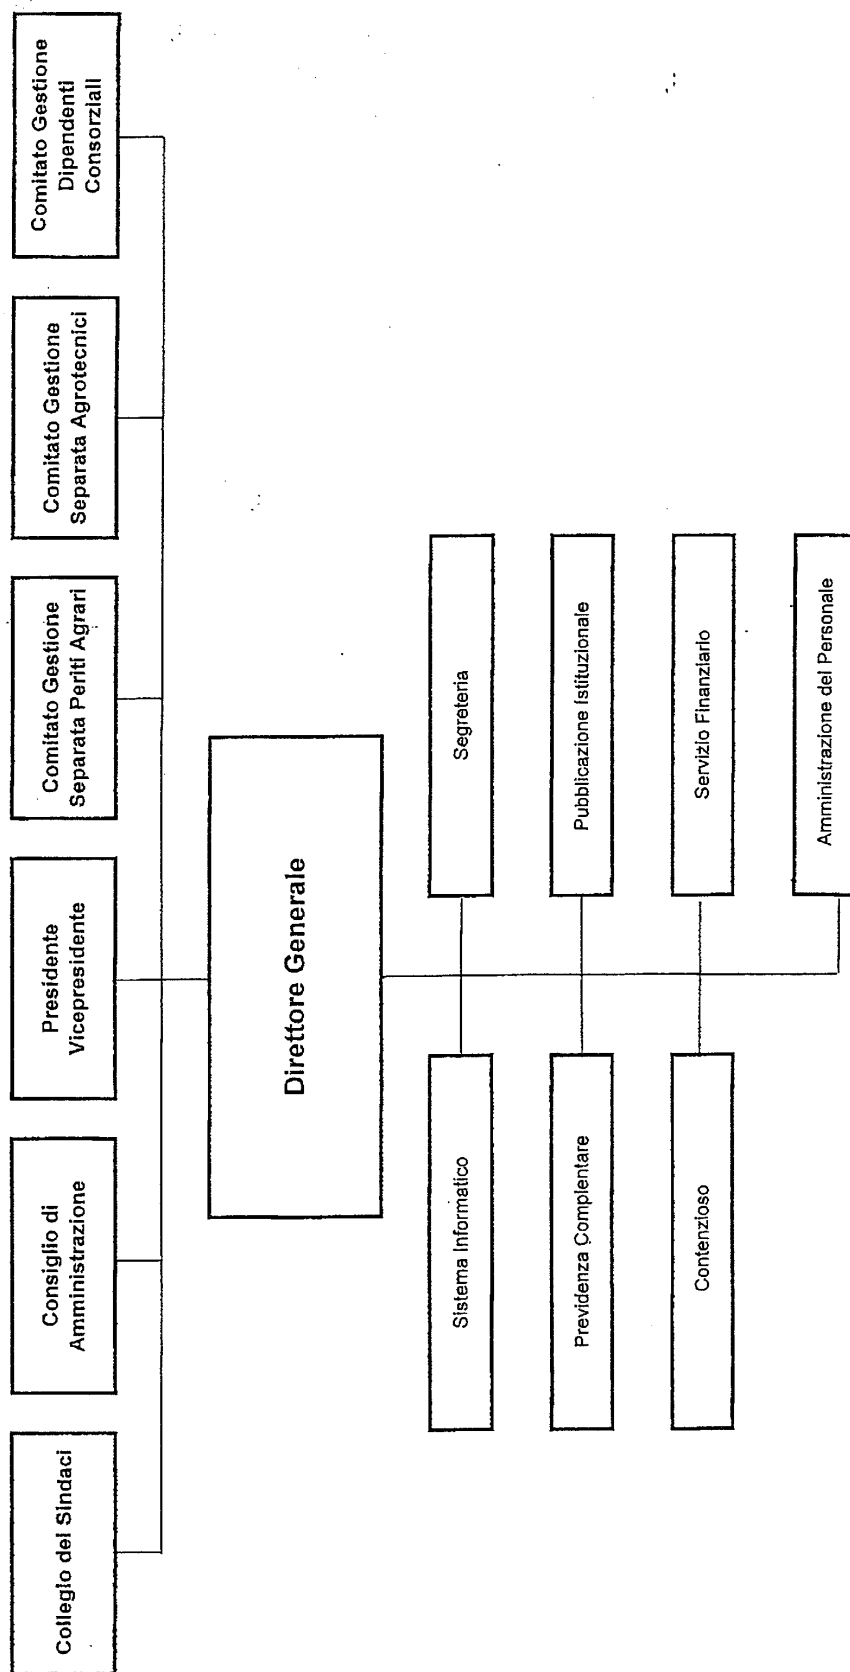 Collegio dei Sindaci
Consiglio di
Amministrazione
Presidente
Vicepresidente
Comitato Gestione
Separata Periti Agrari
Comitato Gestione
Separata Agrotecnici
Comitato Gestione
Dipendenti
Consorziali
Direttore Generale
Sistema Informatico
Segreteria
Previdenza Complentare
Pubblicazione Istituzionale
Contenzioso
Servizio Finanziario
Amministrazione del Personale